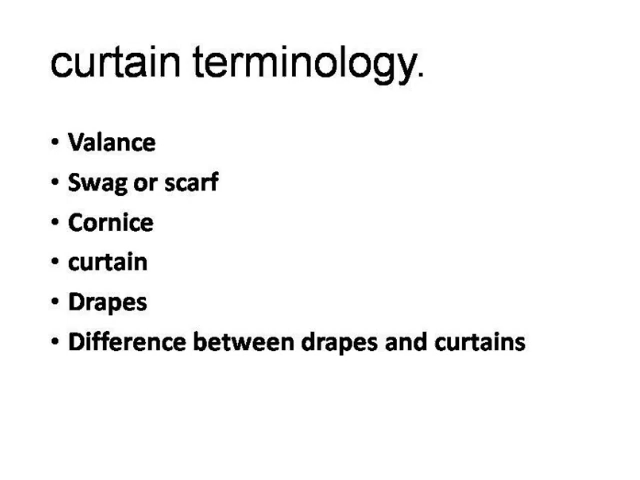 curtain terminology.
• Valance
• Swag or scarf
• Cornice
• curtain
• Drapes
• Difference between drapes and curtains